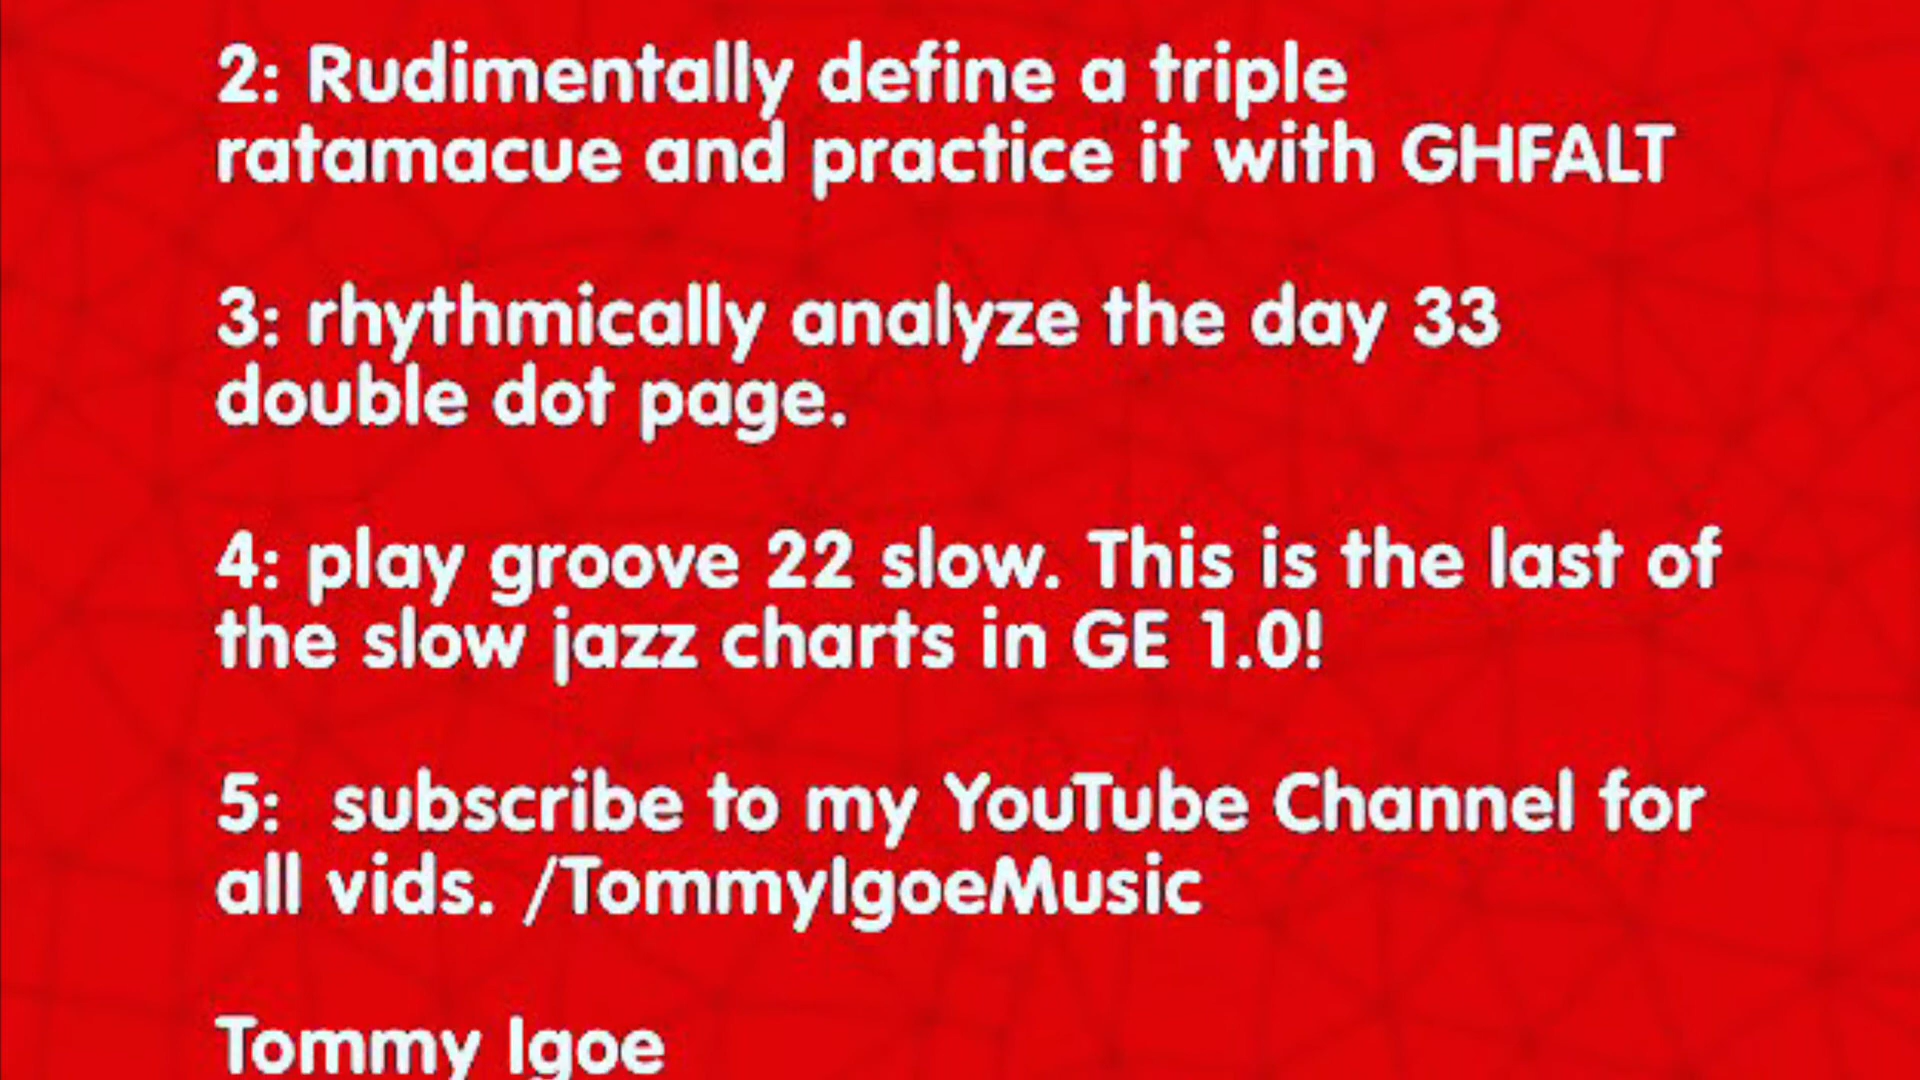 2: Rudimentally define a triple
ratamacue and practice it with GHFALT
3: rhythmically analyze the day 33
double dot page.
4: play groove 22 slow. This is the last of
the slow jazz charts in GE 1.0!
5:  subscribe to my YouTube Channel for
all vids. /TommyIgoeMusic
Tommy Igoe